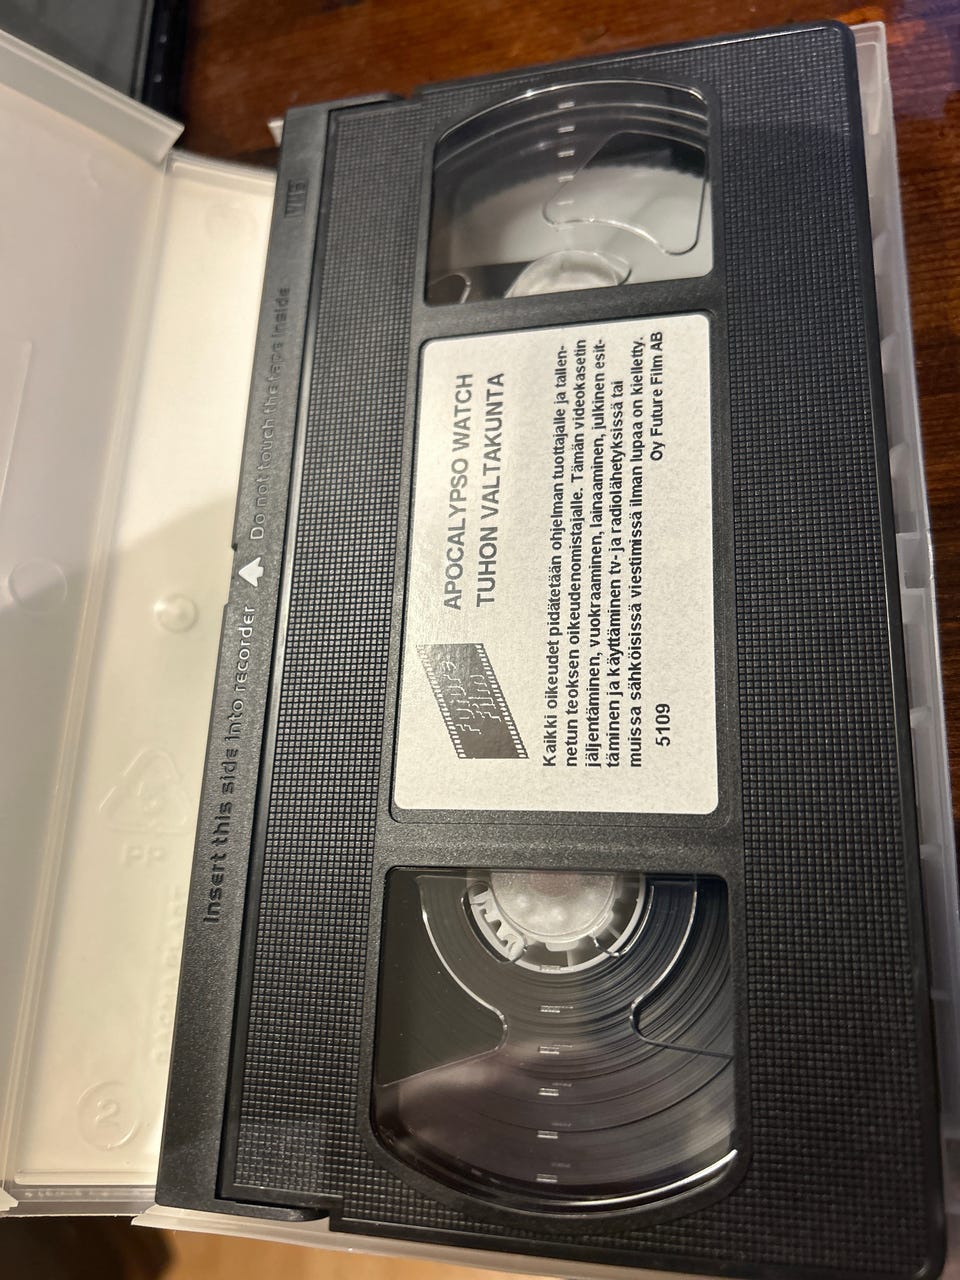 VHS
Insert this side into recorder
Do not touch the tape inside
Future
Film
APOCALYPSO WATCH
TUHON VALTAKUNTA
Kaikki oikeudet pidätetään ohjelman tuottajalle ja tallen-
netun teoksen oikeudenomistajalle. Tämän videokasetin
jäljentäminen, vuokraaminen, lainaaminen, julkinen esit-
täminen ja käyttäminen tv- ja radiolähetyksissä tai
muissa sähköisissä viestimissä ilman lupaa on kielletty.
5109
Oy Future Film AB
PP
2